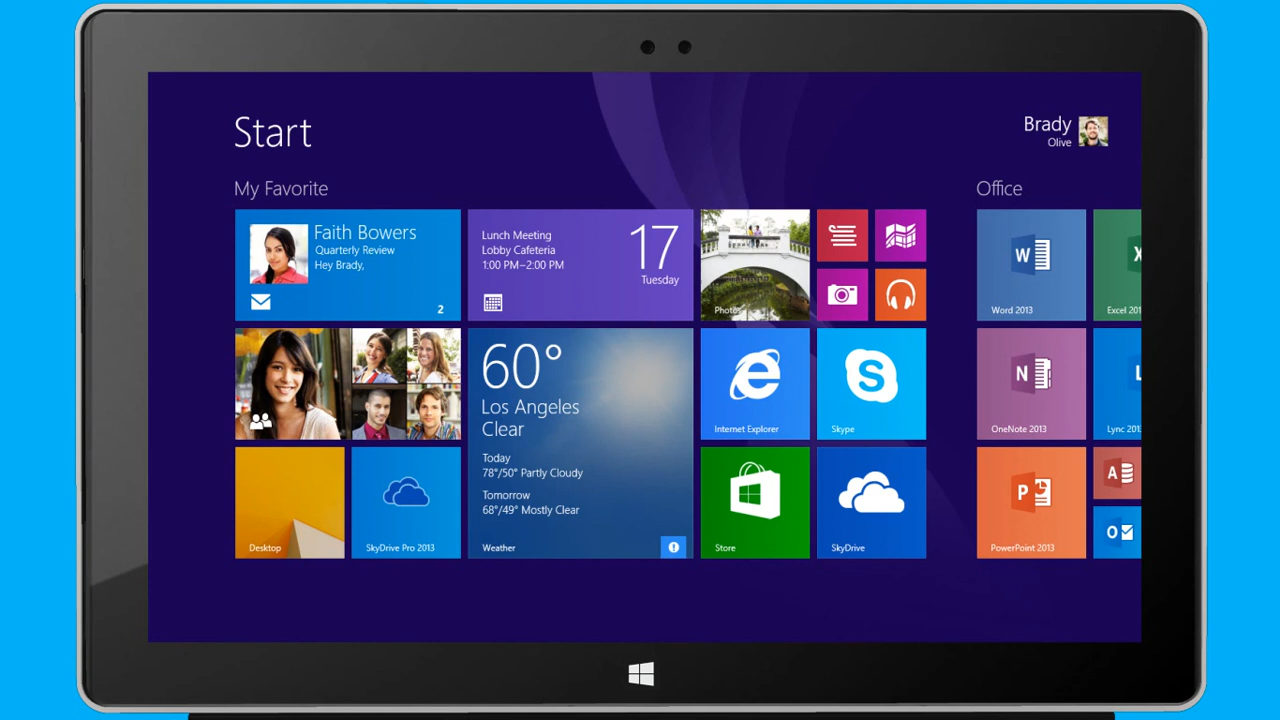 Start
Brady
Olive
My Favorite
Office
Faith Bowers
Quarterly Review
Hey Brady,
2
Lunch Meeting
Lobby Cafeteria
1:00 PM–2:00 PM
17
Tuesday
Photos
W
Word 2013
X
Excel 201
60°
Los Angeles
Clear
Today
78°/50° Partly Cloudy
Tomorrow
68°/49° Mostly Clear
Weather
Internet Explorer
S
Skype
N
OneNote 2013
L
Lync 201
Desktop
SkyDrive Pro 2013
Store
SkyDrive
P
PowerPoint 2013
A
O